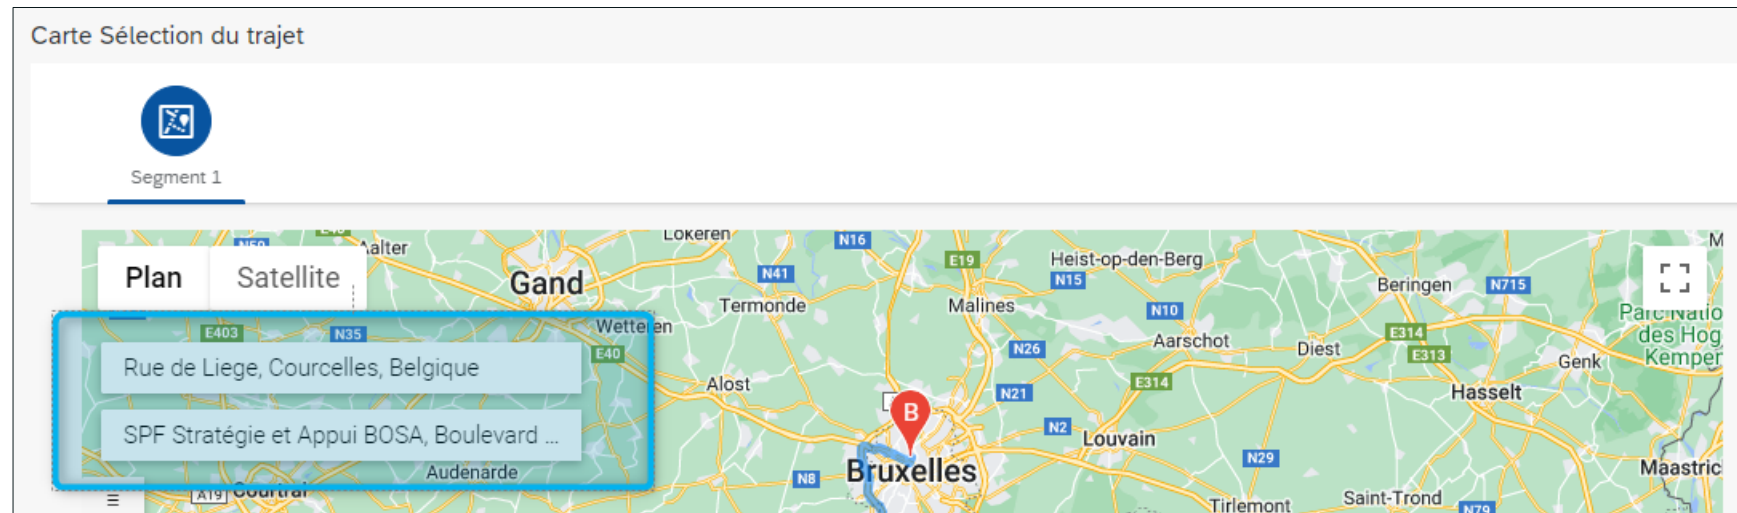 Carte Sélection du trajet
Segment 1
Plan
Satellite
Aalter
Lokeren
N16
E19
Heist-op-den-Berg
N15
Gand
N41
Termonde
Malines
N10
Beringen
N715
E403
N35
Wetteren
E40
N26
Aarschot
Diest
E314
E313
Genk
des Hog
Kemper
Rue de Liege, Courcelles, Belgique
Alost
N21
E314
Hasselt
B
SPF Stratégie et Appui BOSA, Boulevard ...
N2
Louvain
Audenarde
N8
Bruxelles
N29
Maastric
A19
Courtrai
Tirlemont
Saint-Trond
N79